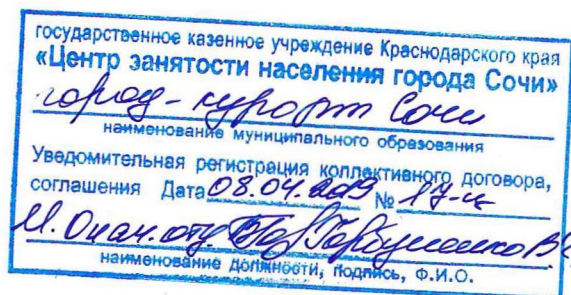 государственное казенное учреждение Краснодарского края
«Центр занятости населения города Сочи»
город-курорт Сочи
наименование муниципального образования
Уведомительная регистрация коллективного договора,
соглашения Дата 08.04.2019 № 17-к
наименование должности, подпись, Ф.И.О.